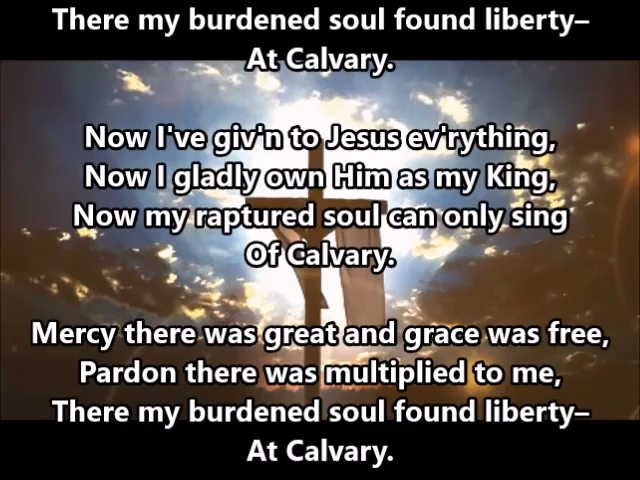 There my burdened soul found liberty–
At Calvary.
Now I've giv'n to Jesus ev'rything,
Now I gladly own Him as my King,
Now my raptured soul can only sing
Of Calvary.
Mercy there was great and grace was free,
Pardon there was multiplied to me,
There my burdened soul found liberty–
At Calvary.